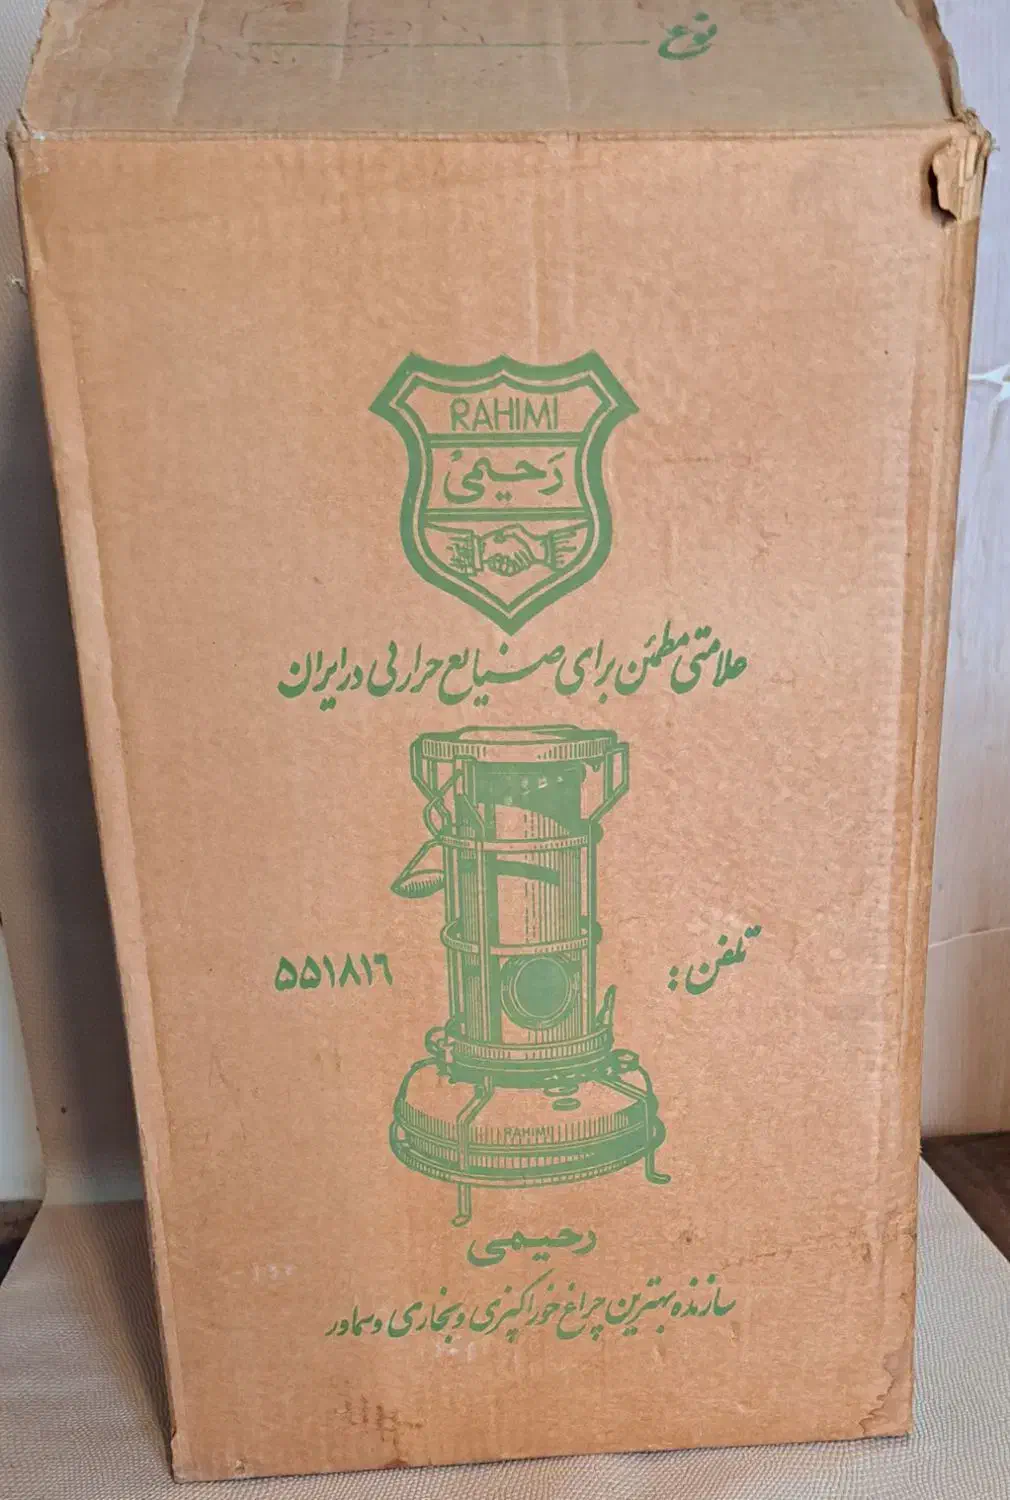 نوع
RAHIMI
رحیمی
علامتی مطمئن برای صنایع حرارتی در ایران
تلفن: ۵۵۱۸۱۶
RAHIMI
رحیمی
سازنده بهترین چراغ خوراکپزی و بخاری و سماور